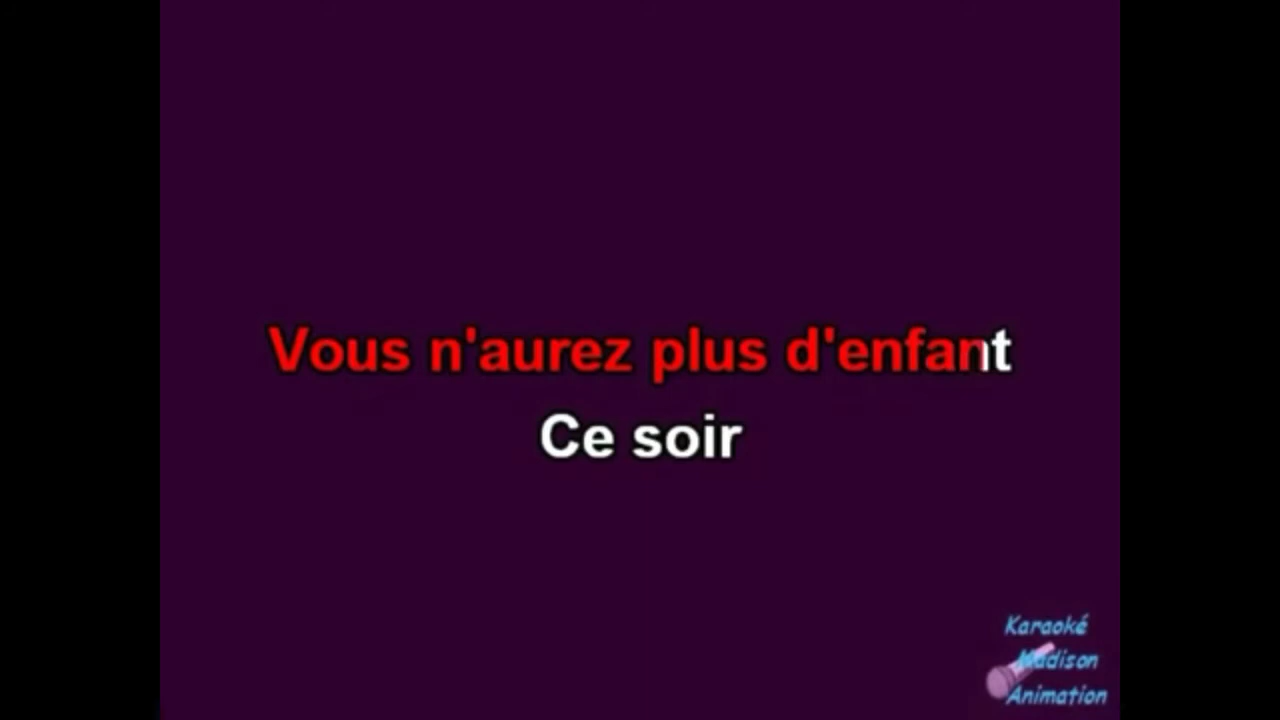 Vous n'aurez plus d'enfant
Ce soir
Karaoké
Madison
Animation